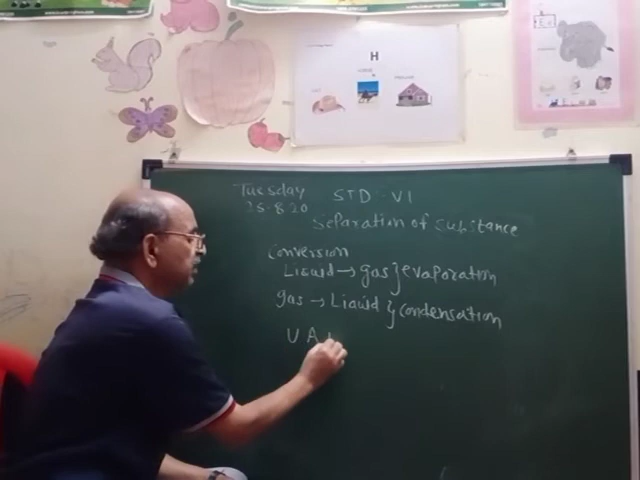 H
Tuesday STD - VI
25-8-20
Separation of substance
Conversion
Liquid → gas } evaporation
gas → Liquid } condensation
U A